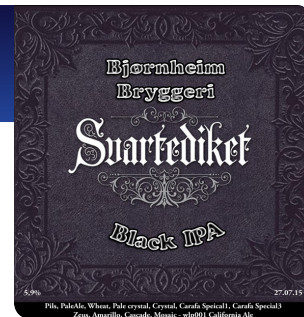 Bjørnheim
Bryggeri
Svartediket
Black IPA
5,9%
27.07.15
Pils, PaleAle, Wheat, Pale crystal, Crystal, Carafa Speical1, Carafa Special3
Zeus, Amarillo, Cascade, Mosaic - wlp001 California Ale